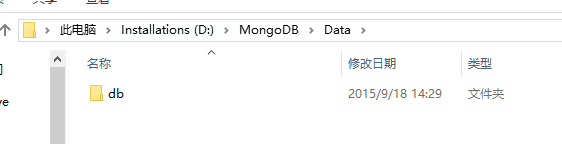 此电脑 › Installations (D:) › MongoDB › Data ›
名称 修改日期 类型
db 2015/9/18 14:29 文件夹